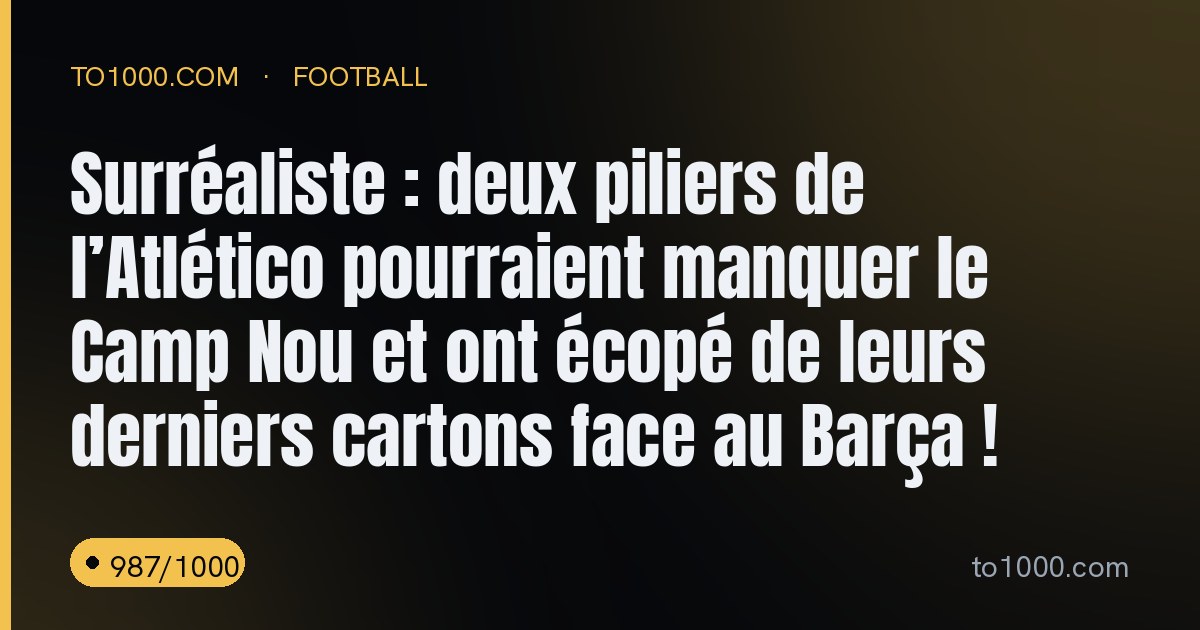 TO1000.COM · FOOTBALL
Surréaliste : deux piliers de
l’Atlético pourraient manquer le
Camp Nou et ont écopé de leurs
derniers cartons face au Barça !
987/1000
to1000.com